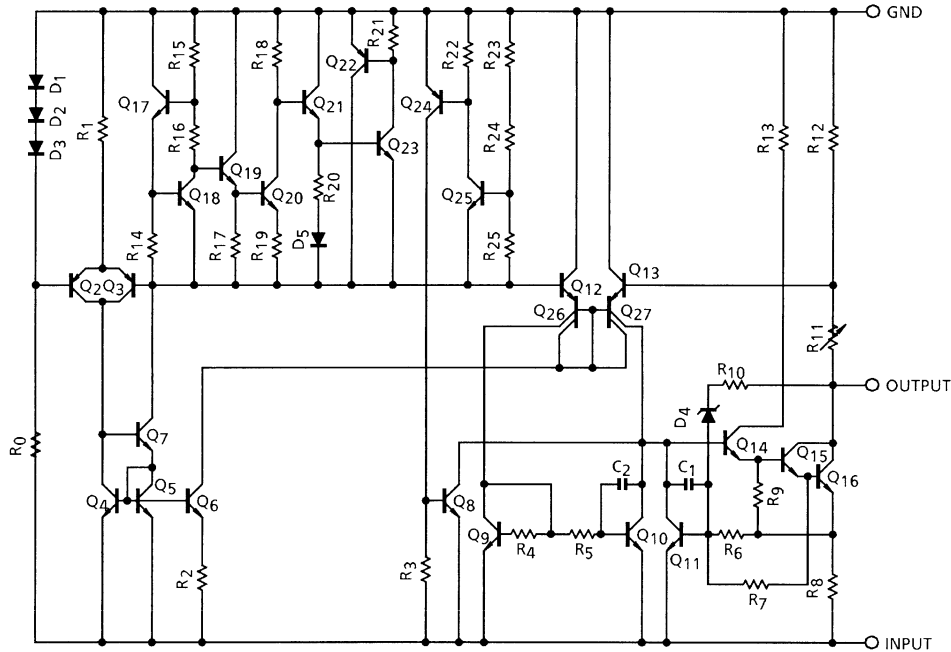 GND
D1
D2
D3
R1
Q17
R15
R16
R18
Q21
Q22
R21
Q24
R22
R23
R24
R13
R12
Q19
Q18
Q20
R20
Q23
Q25
R14
R17
R19
D5
R25
Q2
Q3
Q12
Q13
Q26
Q27
R11
R10
OUTPUT
D4
R0
Q7
Q14
Q15
Q16
C2
C1
R9
Q4
Q5
Q6
Q8
Q9
R4
R5
Q10
Q11
R6
R2
R3
R7
R8
INPUT